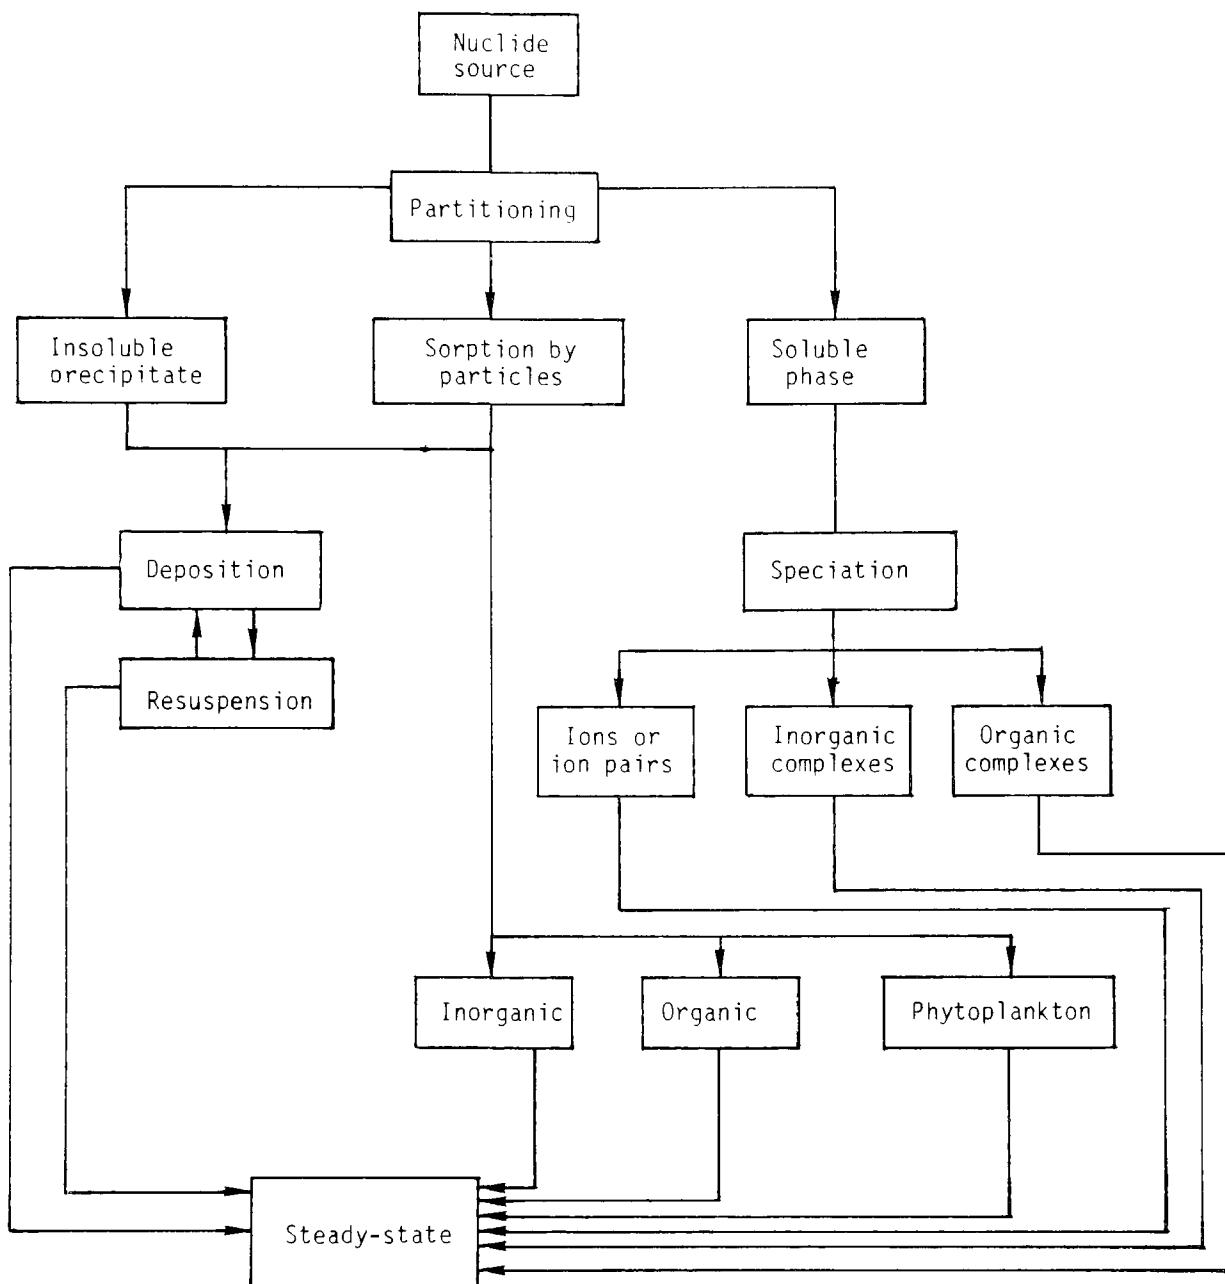 Nuclide
source
Partitioning
Insoluble
orecipitate
Sorption by
particles
Soluble
phase
Deposition
Speciation
Resuspension
Ions or
ion pairs
Inorganic
complexes
Organic
complexes
Inorganic
Organic
Phytoplankton
Steady-state